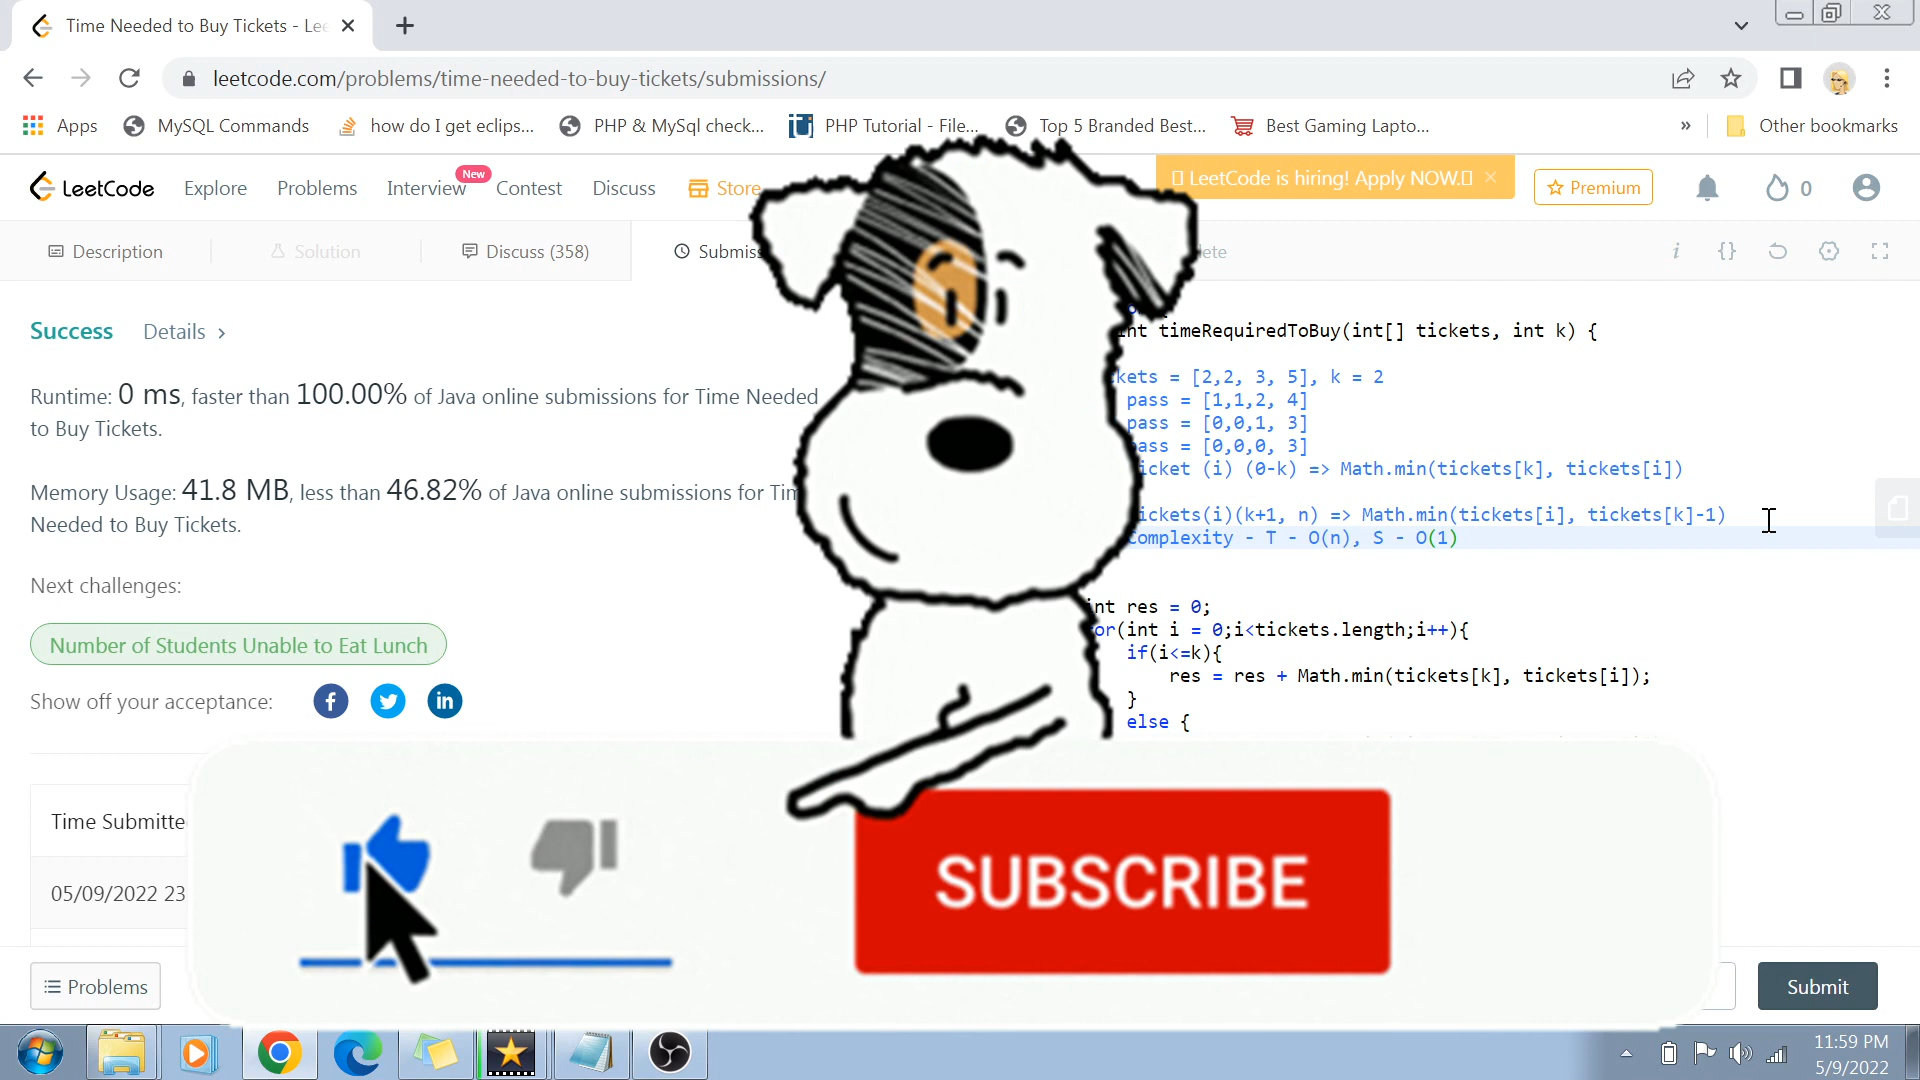 Time Needed to Buy Tickets - Lee
leetcode.com/problems/time-needed-to-buy-tickets/submissions/
Apps MySQL Commands how do I get eclips... PHP & MySql check... PHP Tutorial - File... Top 5 Branded Best... Best Gaming Lapto... » Other bookmarks
LeetCode Explore Problems Interview New Contest Discuss Store LeetCode is hiring! Apply NOW. Premium 0
Description Solution Discuss (358) Submiss
Success Details
int timeRequiredToBuy(int[] tickets, int k) {
Runtime: 0 ms, faster than 100.00% of Java online submissions for Time Needed
to Buy Tickets.
kets = [2,2, 3, 5], k = 2
pass = [1,1,2, 4]
pass = [0,0,1, 3]
pass = [0,0,0, 3]
icket (i) (0-k) => Math.min(tickets[k], tickets[i])
Memory Usage: 41.8 MB, less than 46.82% of Java online submissions for Tim
Needed to Buy Tickets.
ickets(i)(k+1, n) => Math.min(tickets[i], tickets[k]-1)
Complexity - T - O(n), S - O(1)
Next challenges:
Number of Students Unable to Eat Lunch
Show off your acceptance:
int res = 0;
for(int i = 0;i<tickets.length;i++){
if(i<=k){
res = res + Math.min(tickets[k], tickets[i]);
}
else {
Time Submitte
05/09/2022 23
SUBSCRIBE
Problems
Submit
11:59 PM
5/9/2022